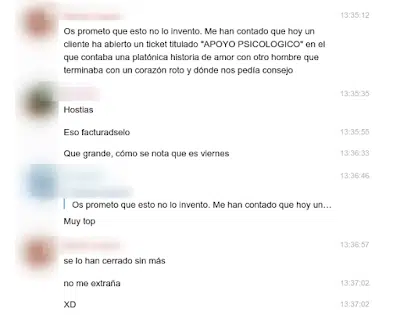 13:35:12
Os prometo que esto no lo invento. Me han contado que hoy un
cliente ha abierto un ticket titulado "APOYO PSICOLOGICO" en el
que contaba una platónica historia de amor con otro hombre que
terminaba con un corazón roto y dónde nos pedía consejo
13:35:35
Hostias
Eso facturadselo 13:35:53
Que grande, cómo se nota que es viernes 13:36:33
13:36:46
Os prometo que esto no lo invento. Me han contado que hoy un…
Muy top
13:36:57
se lo han cerrado sin más
no me extraña 13:37:02
XD 13:37:02